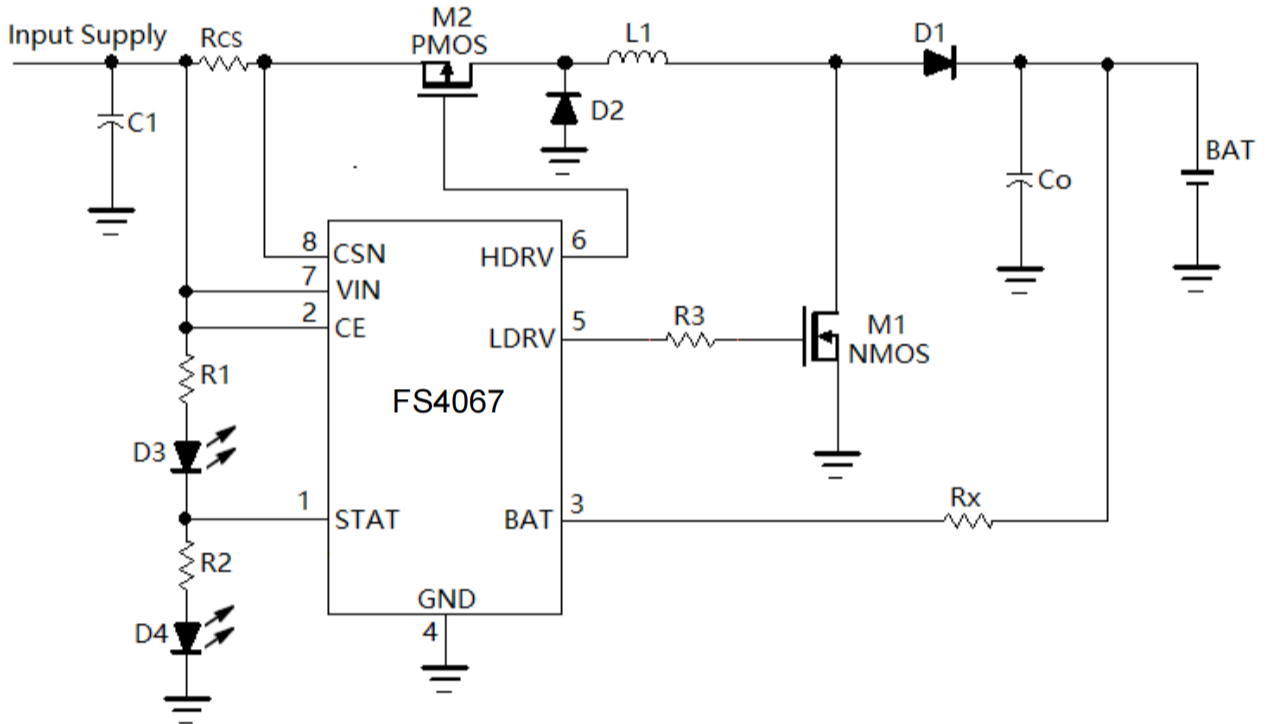 Input Supply
RCS
M2
PMOS
L1
D1
C1
D2
BAT
Co
8 CSN
HDRV 6
7 VIN
2 CE
LDRV 5
R3
M1
NMOS
R1
FS4067
D3
1 STAT
BAT 3
Rx
R2
GND
4
D4